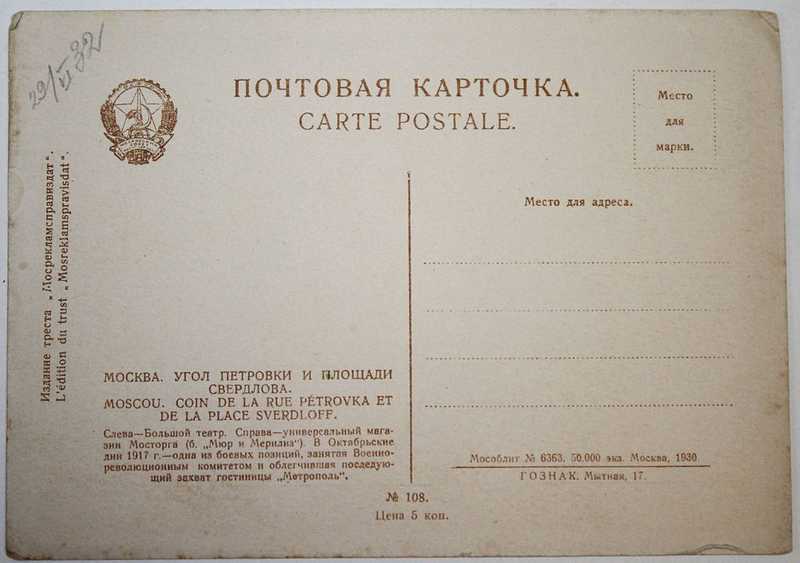 29/VI 32
ПОЧТОВАЯ КАРТОЧКА.
CARTE POSTALE.
Место
для
марки.
Место для адреса.
Издание треста „Мосрекламсправиздат“.
L'édition du trust „Mosreklamspravisdat“.
МОСКВА. УГОЛ ПЕТРОВКИ И ПЛОЩАДИ
СВЕРДЛОВА.
MOSCOU. COIN DE LA RUE PÉTROVKA ET
DE LA PLACE SVERDLOFF.
Слева—Большой театр. Справа—универсальный мага-
зин Мосторга (б. „Мюр и Мерилиз“). В Октябрьские
дни 1917 г.—одна из боевых позиций, занятая Военно-
революционным комитетом и облегчившая последую-
щий захват гостиницы „Метрополь“.
№ 108.
Цена 5 коп.
Мособлит № 6363. 50.000 экз. Москва, 1930
ГОЗНАК. Мытная, 17.